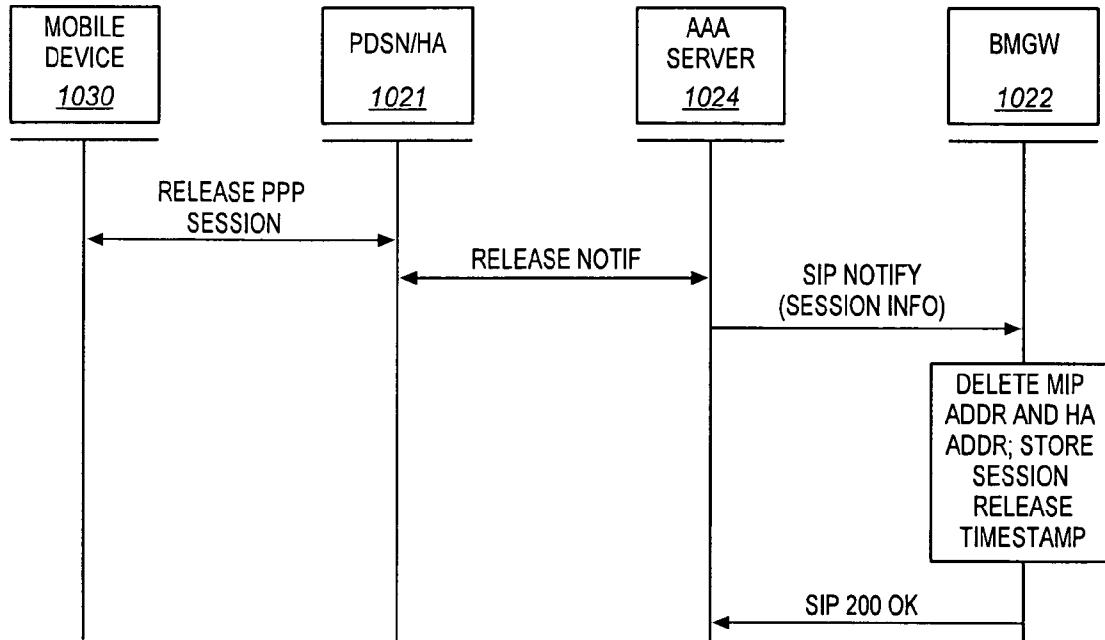 MOBILE
DEVICE
1030
PDSN/HA
1021
AAA
SERVER
1024
BMGW
1022
RELEASE PPP
SESSION
RELEASE NOTIF
SIP NOTIFY
(SESSION INFO)
DELETE MIP
ADDR AND HA
ADDR; STORE
SESSION
RELEASE
TIMESTAMP
SIP 200 OK